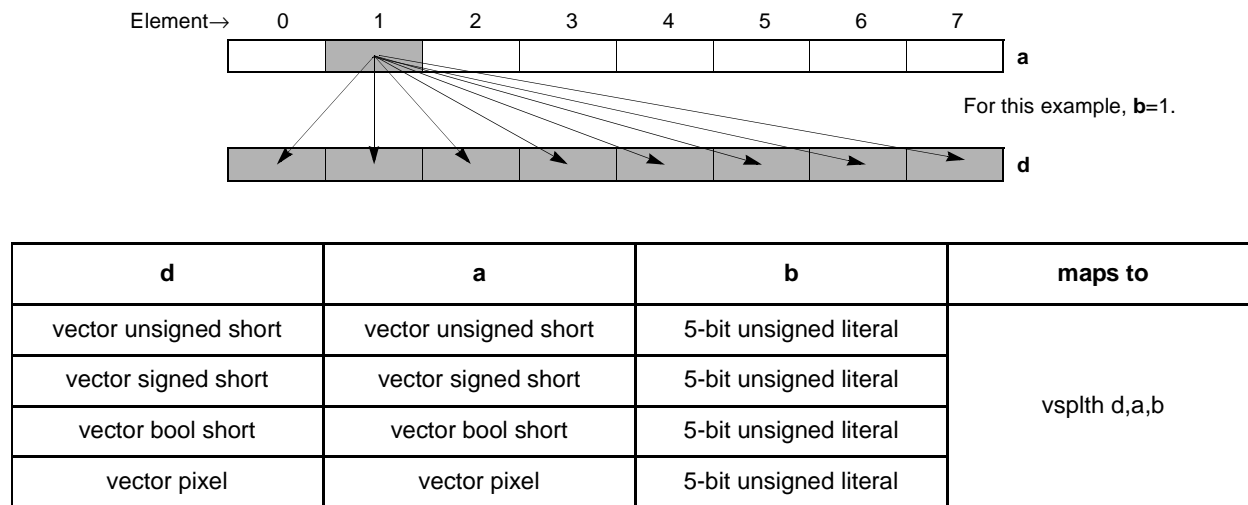 Element→ 0 1 2 3 4 5 6 7
a
For this example, b=1.
d
d a b maps to
vector unsigned short vector unsigned short 5-bit unsigned literal
vector signed short vector signed short 5-bit unsigned literal
vsplth d,a,b
vector bool short vector bool short 5-bit unsigned literal
vector pixel vector pixel 5-bit unsigned literal